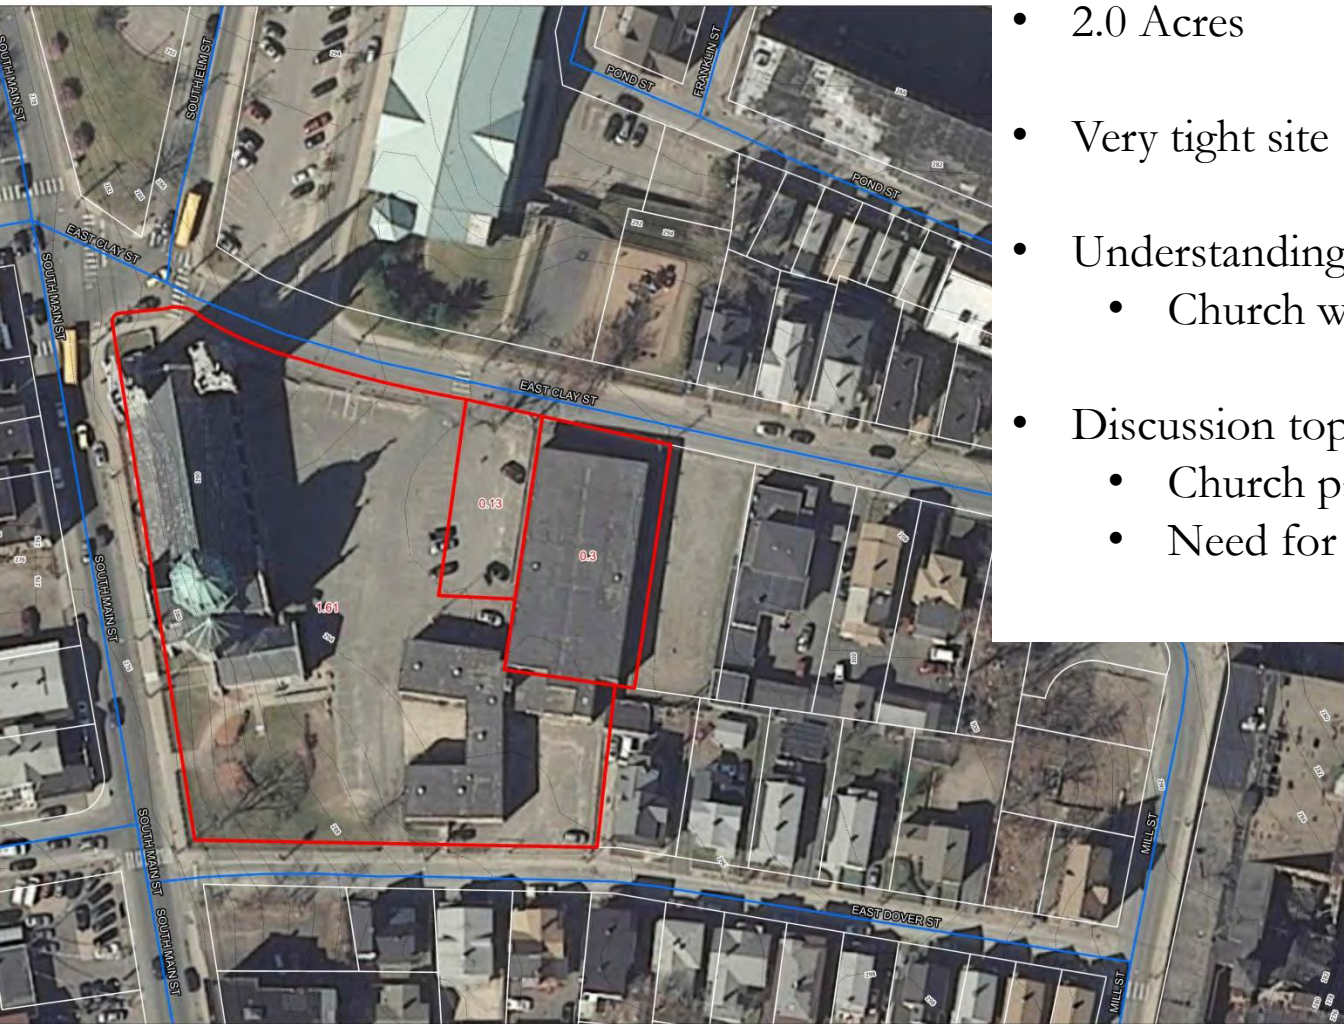 • 2.0 Acres
• Very tight site
• Understanding
• Church w
• Discussion top
• Church p
• Need for
SOUTH MAIN ST
SOUTH ELM ST
POND ST
FRANKLIN ST
POND ST
EAST CLAY ST
SOUTH MAIN ST
EAST CLAY ST
0.13
0.3
1.61
SOUTH MAIN ST
SOUTH MAIN ST
SOUTH MAIN ST
EAST DOVER ST
MILL ST
MILL ST